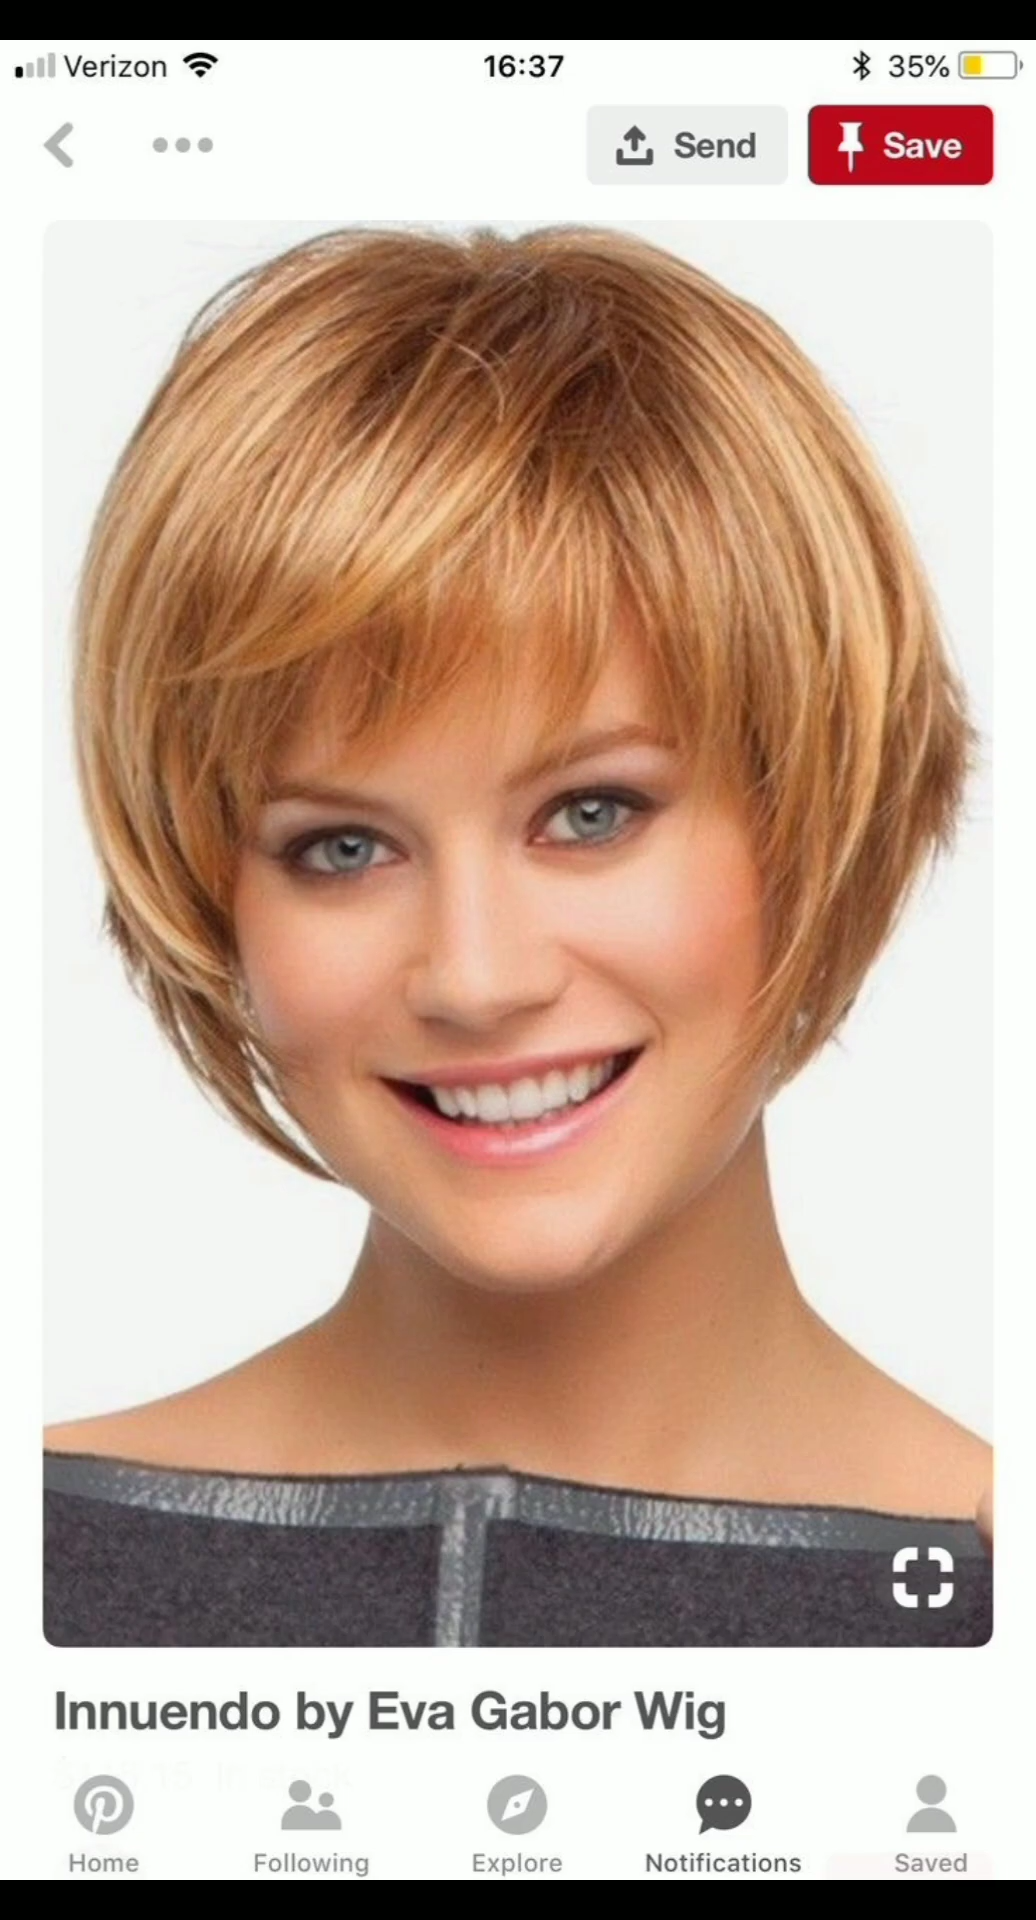 Verizon 16:37 35%
Send Save
Innuendo by Eva Gabor Wig
Home Following Explore Notifications Saved